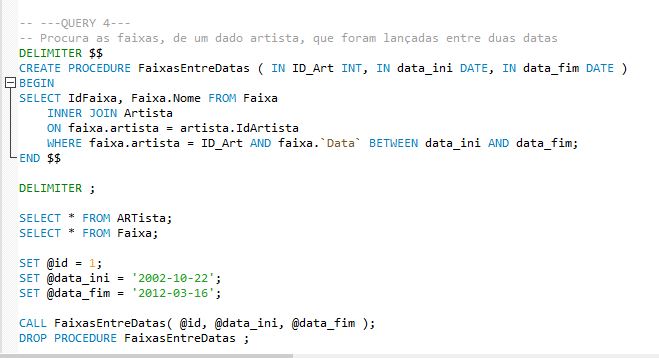 -- ---QUERY 4---
-- Procura as faixas, de um dado artista, que foram lançadas entre duas datas
DELIMITER $$
CREATE PROCEDURE FaixasEntreDatas ( IN ID_Art INT, IN data_ini DATE, IN data_fim DATE )
BEGIN
SELECT IdFaixa, Faixa.Nome FROM Faixa
    INNER JOIN Artista
    ON faixa.artista = artista.IdArtista
    WHERE faixa.artista = ID_Art AND faixa.`Data` BETWEEN data_ini AND data_fim;
END $$
DELIMITER ;
SELECT * FROM ARTista;
SELECT * FROM Faixa;
SET @id = 1;
SET @data_ini = '2002-10-22';
SET @data_fim = '2012-03-16';
CALL FaixasEntreDatas( @id, @data_ini, @data_fim );
DROP PROCEDURE FaixasEntreDatas ;